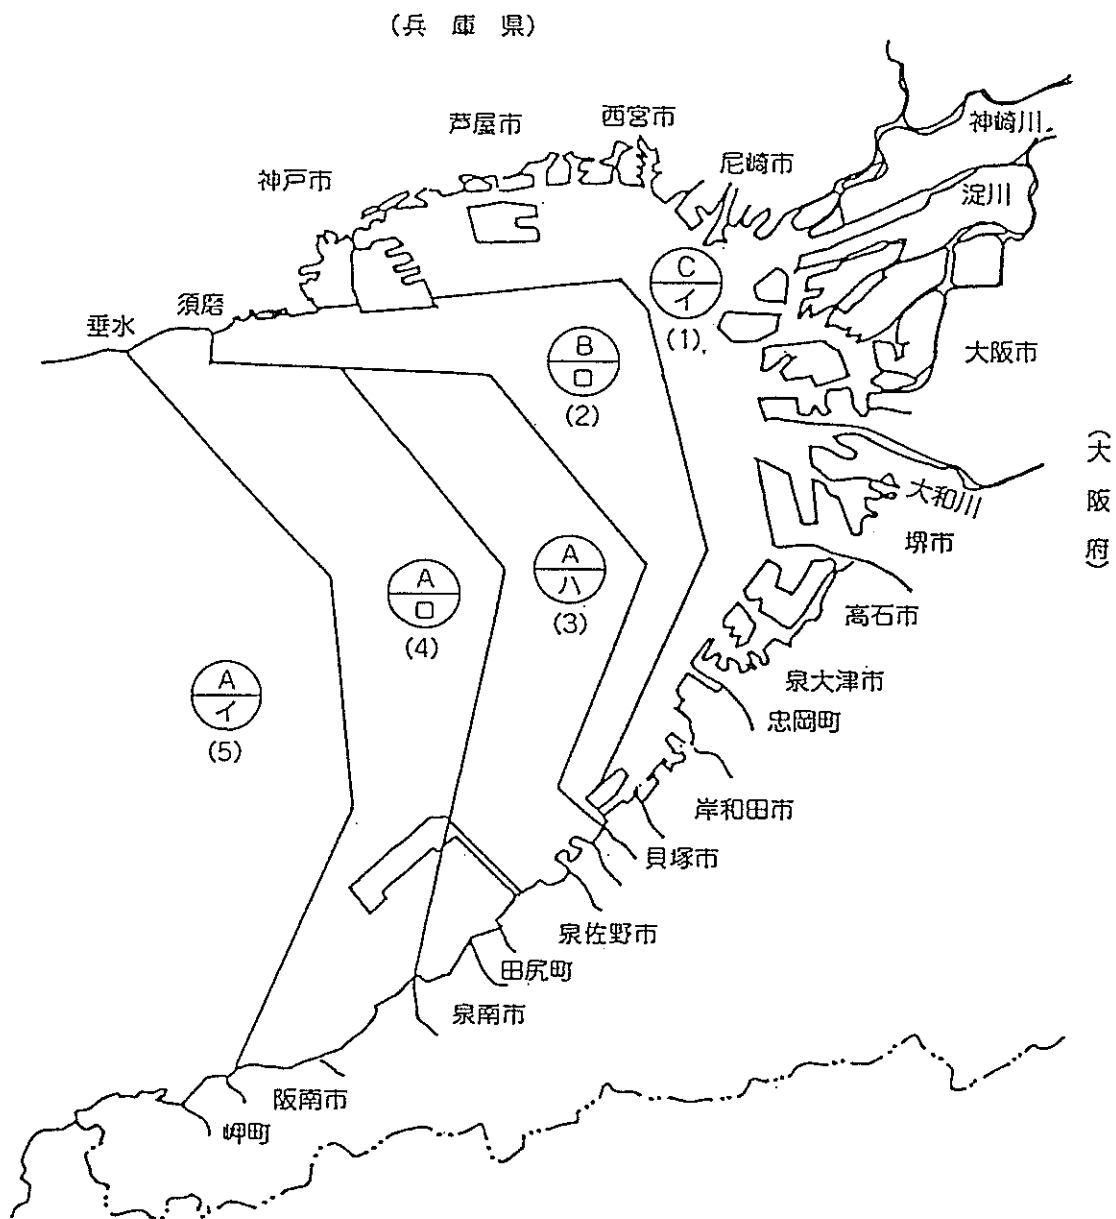 (兵庫県)
西宮市
芦屋市
尼崎市
神崎川
神戸市
淀川
C
イ
(1)
須磨
垂水
B
ロ
(2)
大阪市
(大阪府)
大和川
堺市
A
ハ
(3)
A
ロ
(4)
高石市
泉大津市
A
イ
(5)
忠岡町
岸和田市
貝塚市
泉佐野市
田尻町
泉南市
阪南市
岬町